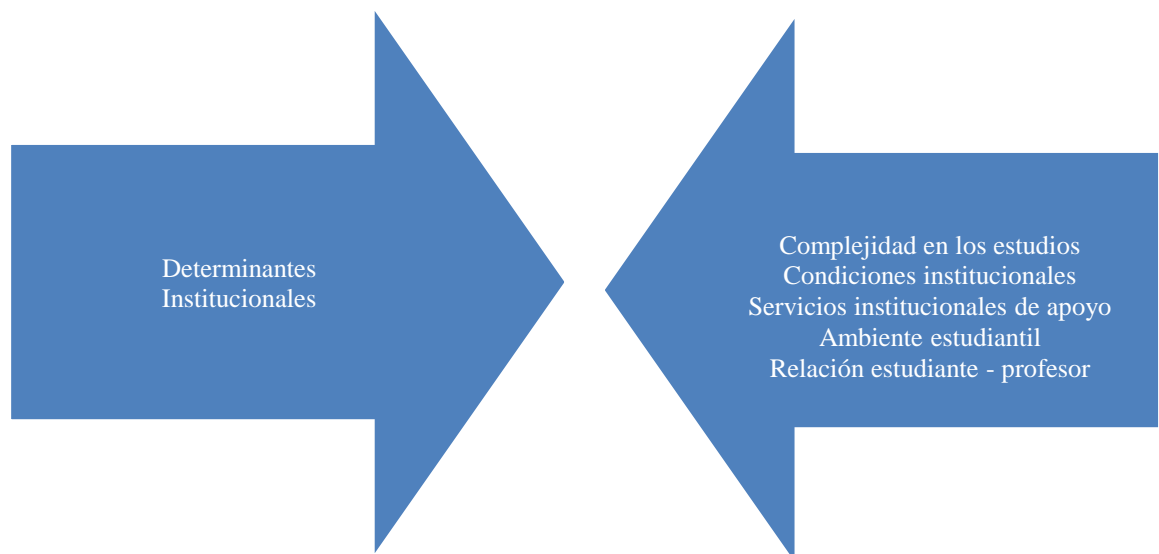 Determinantes
Institucionales
Complejidad en los estudios
Condiciones institucionales
Servicios institucionales de apoyo
Ambiente estudiantil
Relación estudiante - profesor